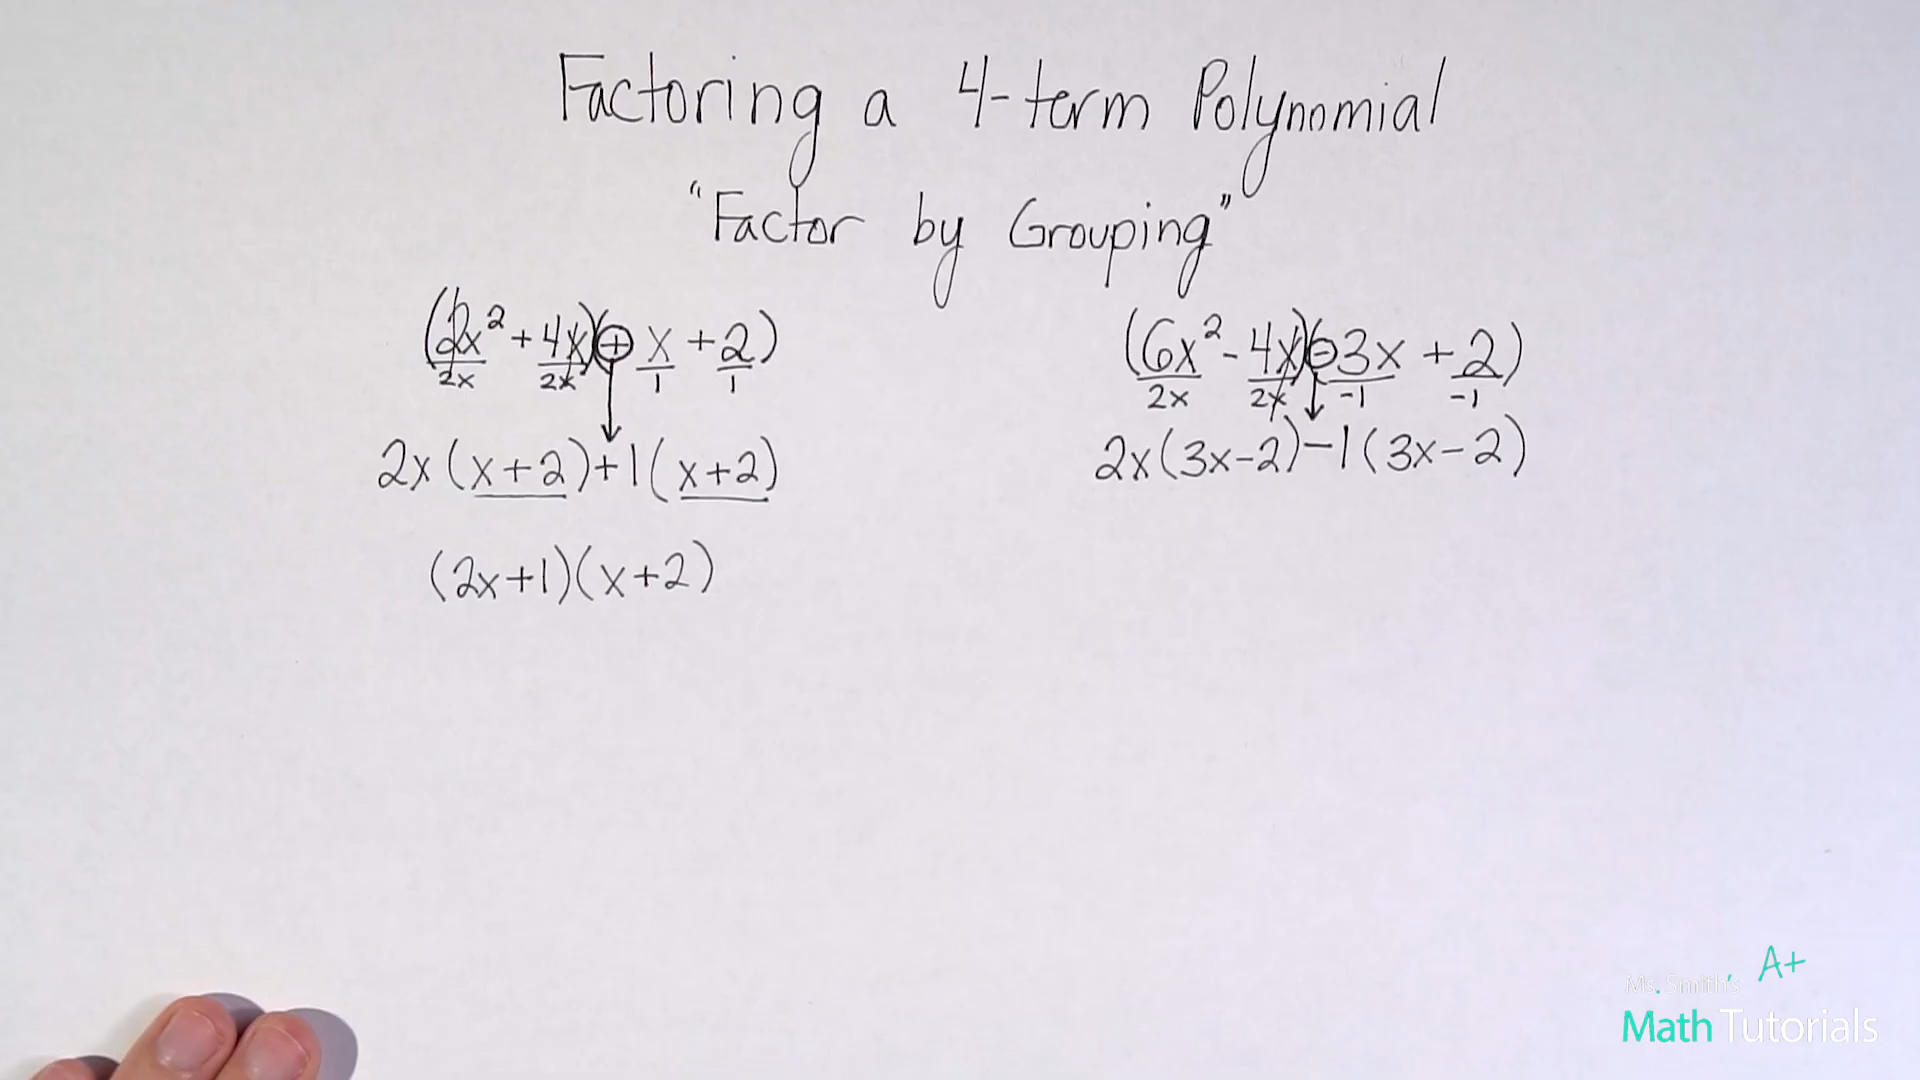 Factoring a 4-term Polynomial
"Factor by Grouping"
(2x² + 4x)(+ x + 2)
2x 2x 1 1
2x(x+2)+1(x+2)
(2x+1)(x+2)
(6x² - 4x)(-3x + 2)
2x 2x -1 -1
2x(3x-2)-1(3x-2)
Ms. Smith's A+
Math Tutorials